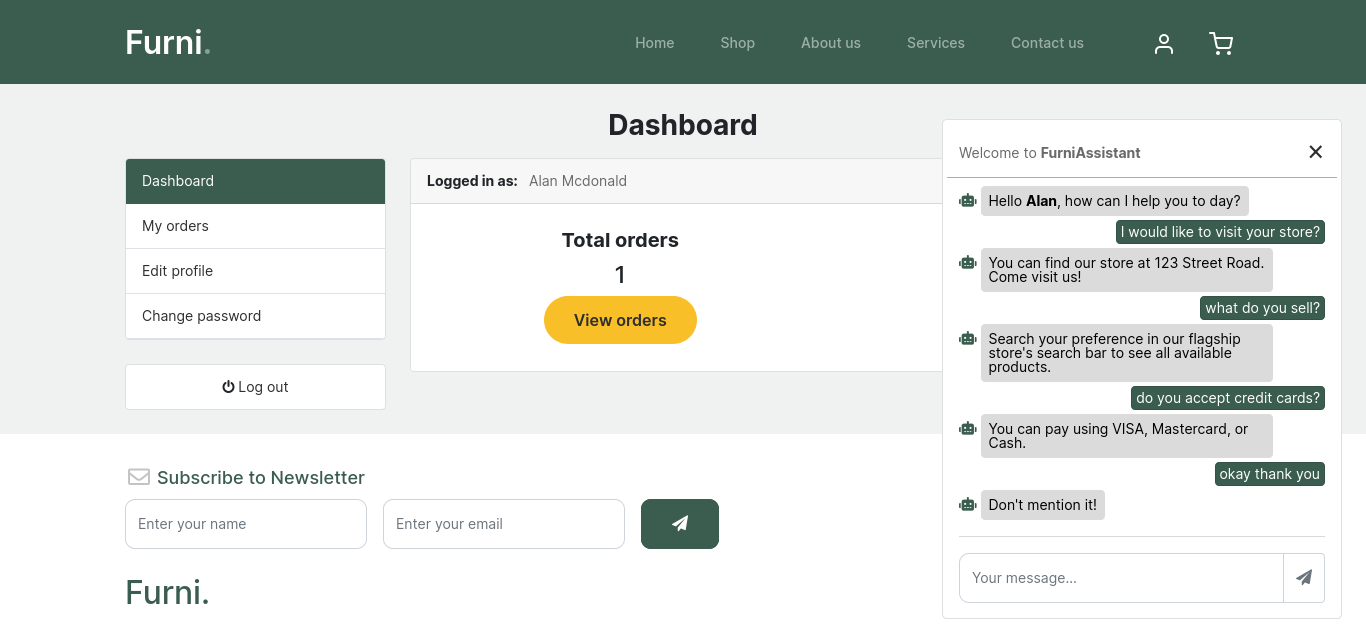 Furni.
Home
Shop
About us
Services
Contact us
Dashboard
Dashboard
My orders
Edit profile
Change password
Log out
Logged in as: Alan Mcdonald
Total orders
1
View orders
Welcome to FurniAssistant
Hello Alan, how can I help you to day?
I would like to visit your store?
You can find our store at 123 Street Road.
Come visit us!
what do you sell?
Search your preference in our flagship
store's search bar to see all available
products.
do you accept credit cards?
You can pay using VISA, Mastercard, or
Cash.
okay thank you
Don't mention it!
Your message...
Subscribe to Newsletter
Enter your name
Enter your email
Furni.